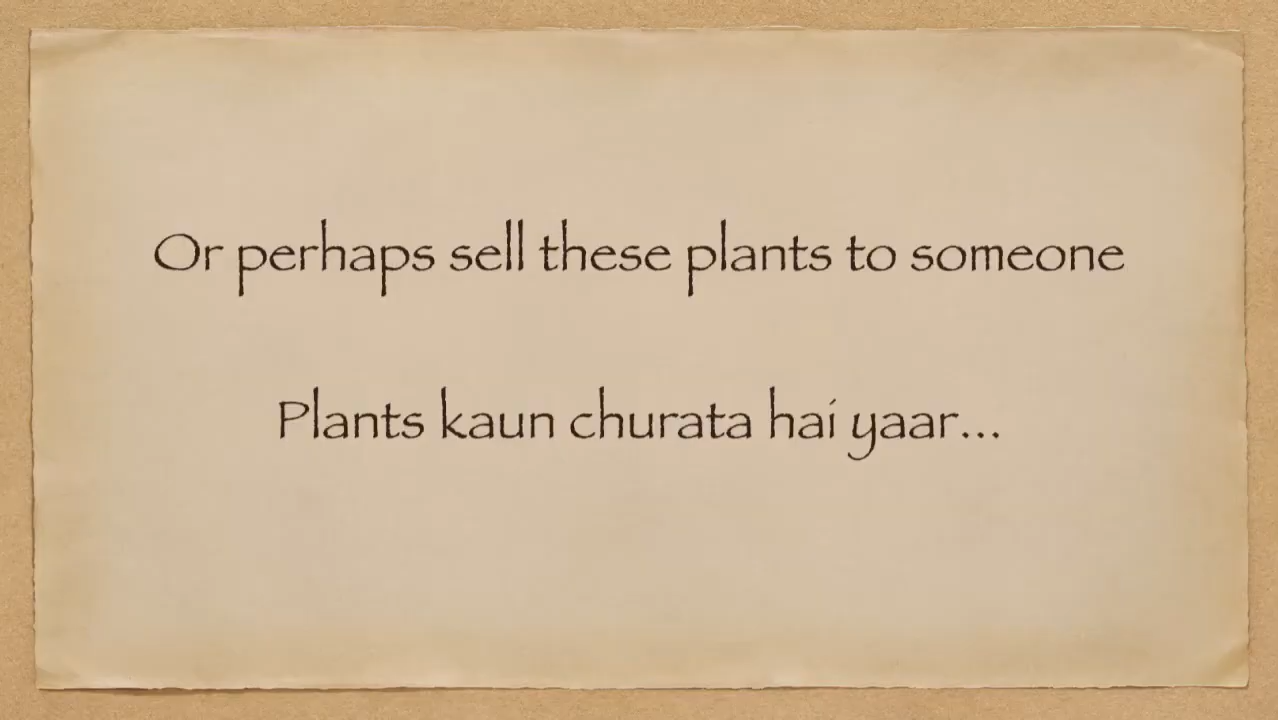 Or perhaps sell these plants to someone
Plants kaun churata hai yaar...